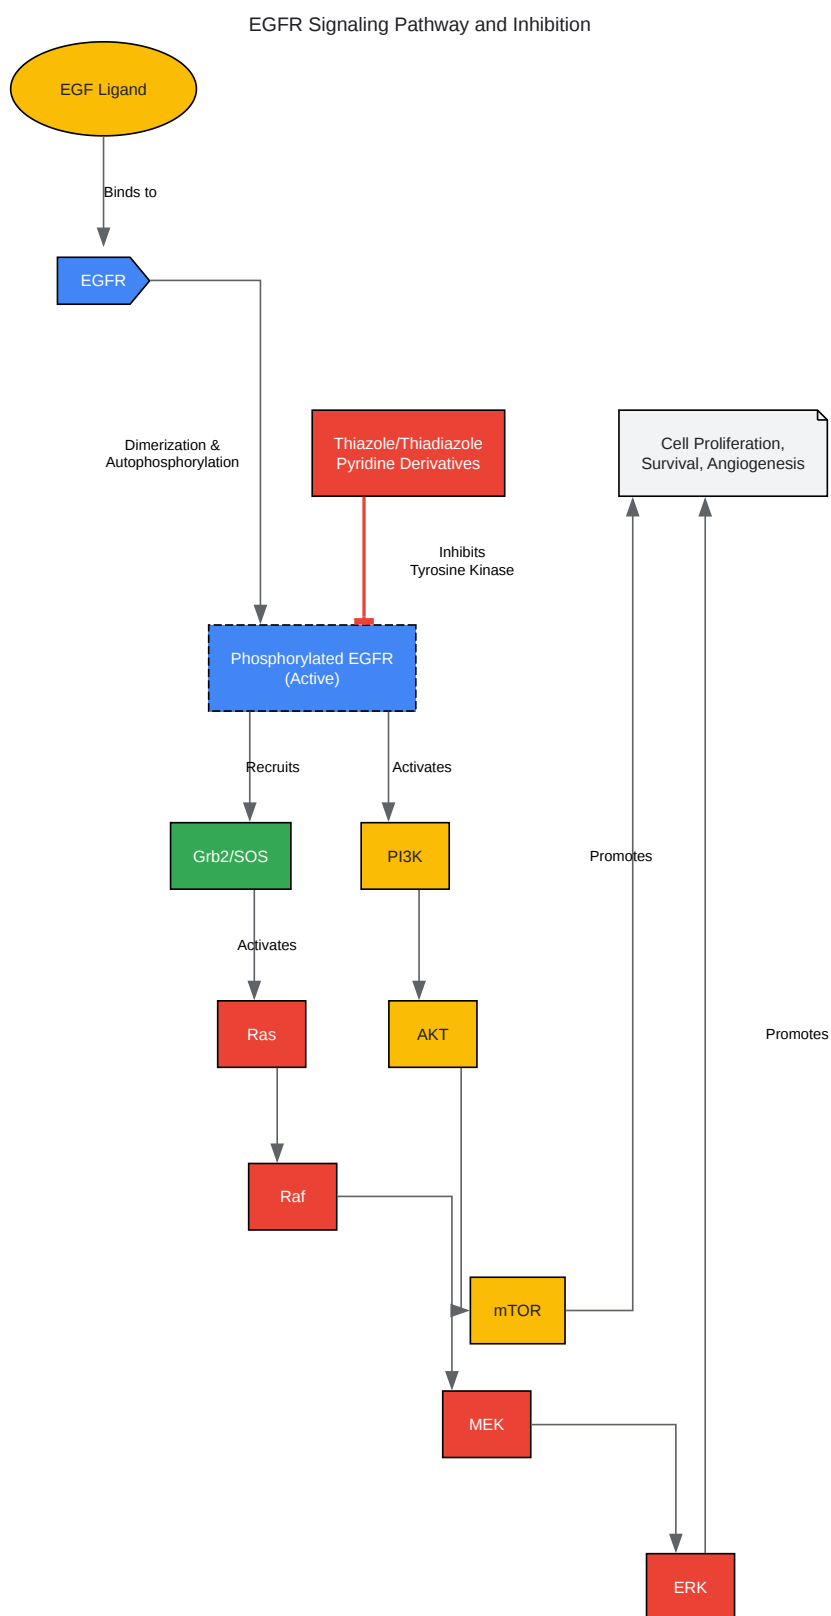 EGFR Signaling Pathway and Inhibition
EGF Ligand
Binds to
EGFR
Dimerization &
Autophosphorylation
Thiazole/Thiadiazole
Pyridine Derivatives
Cell Proliferation,
Survival, Angiogenesis
Inhibits
Tyrosine Kinase
Phosphorylated EGFR
(Active)
Recruits
Activates
Grb2/SOS
PI3K
Promotes
Activates
Ras
AKT
Promotes
Raf
mTOR
MEK
ERK